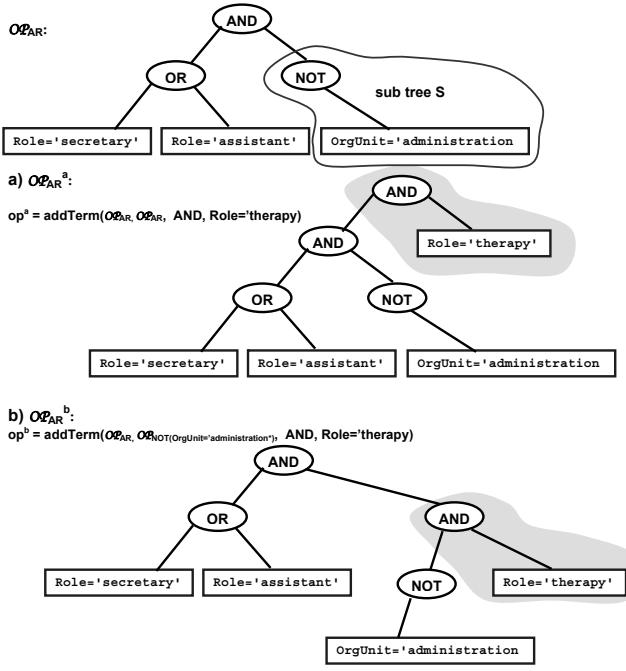 OP_AR:
AND
OR
NOT
sub tree S
Role='secretary' Role='assistant' OrgUnit='administration
a) OP_AR^a:
AND
op^a = addTerm(OP_AR, OP_AR, AND, Role='therapy)
AND
Role='therapy'
OR
NOT
Role='secretary' Role='assistant' OrgUnit='administration
b) OP_AR^b:
op^b = addTerm(OP_AR, OP_NOT(OrgUnit='administration'), AND, Role='therapy)
AND
OR
AND
Role='secretary' Role='assistant'
NOT
Role='therapy'
OrgUnit='administration